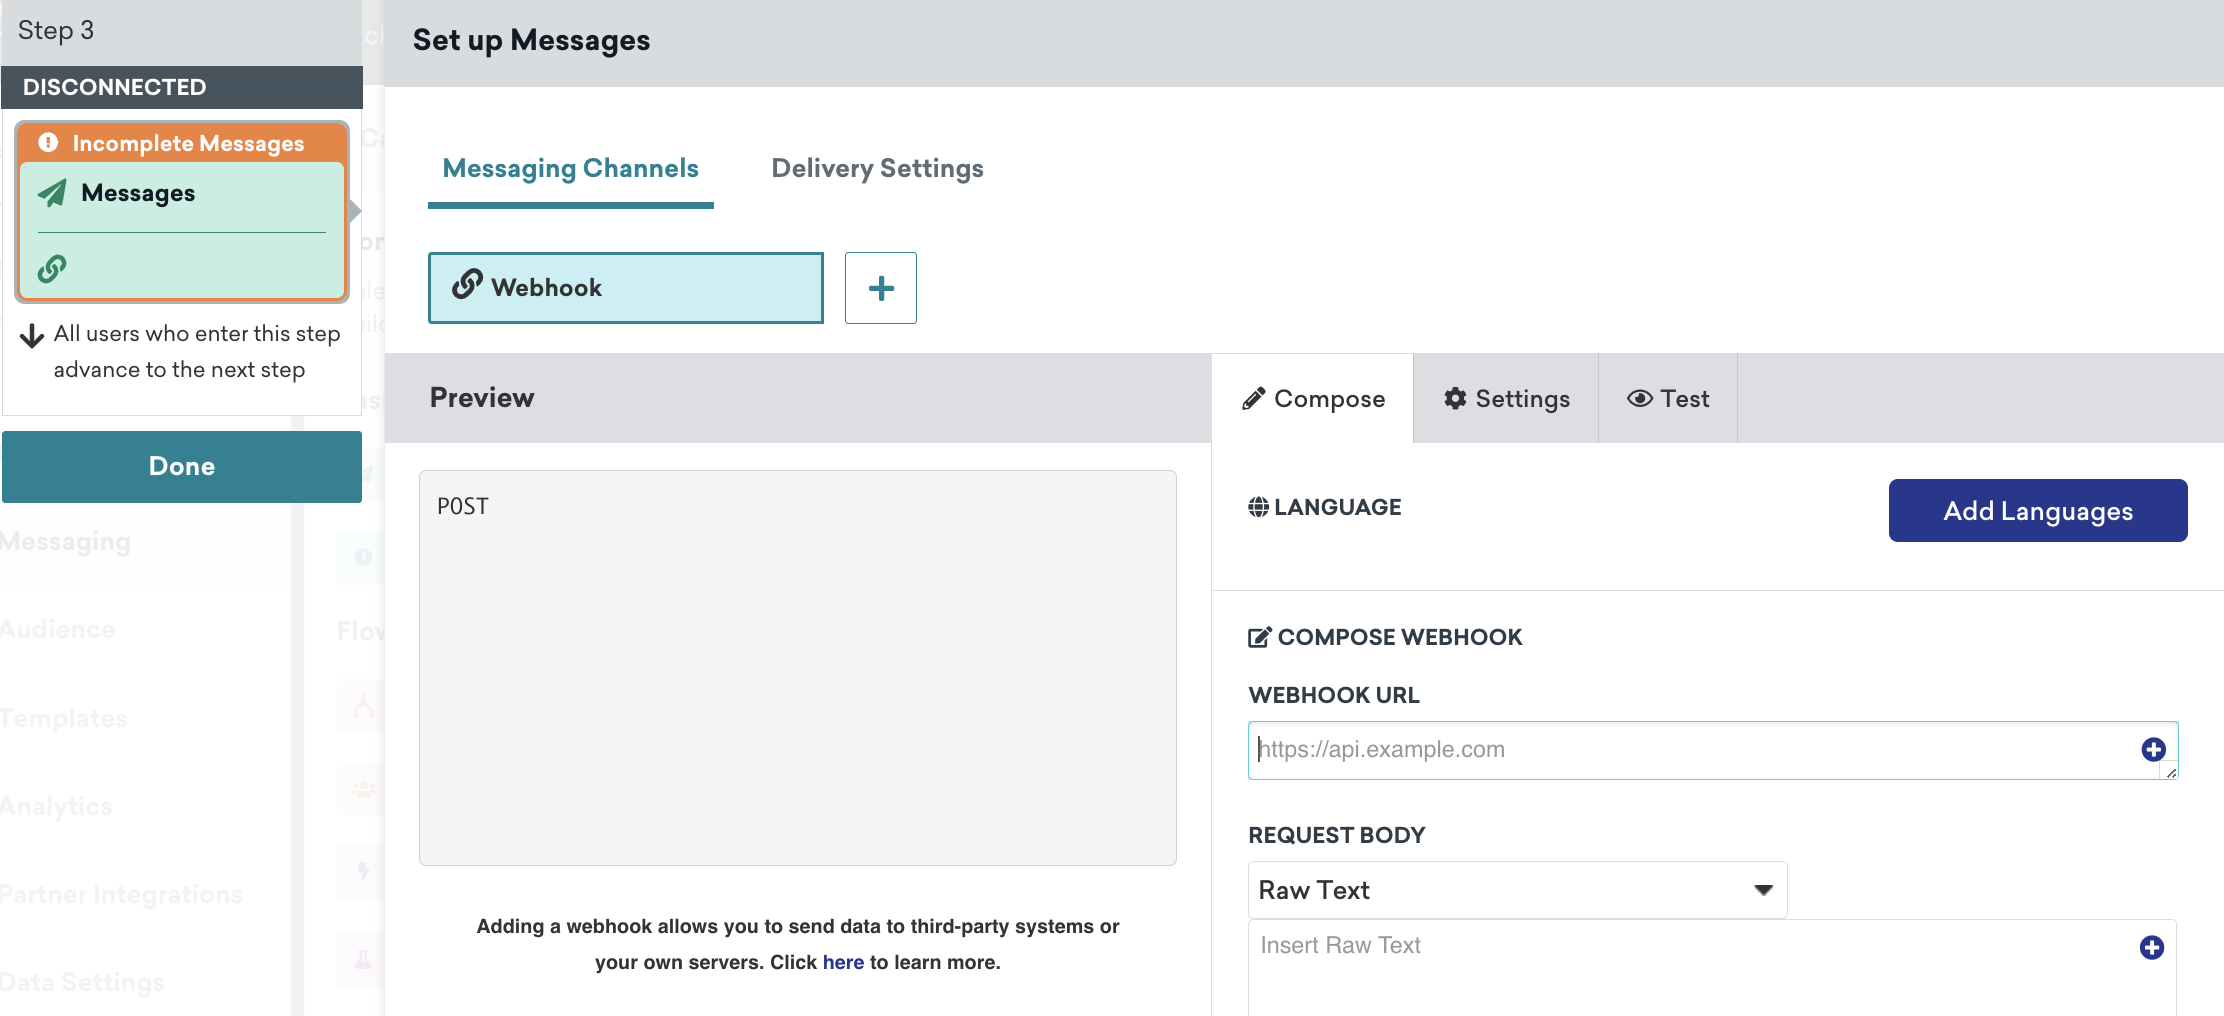 Step 3
Set up Messages
DISCONNECTED
Incomplete Messages
Messages
All users who enter this step
advance to the next step
Done
Messaging
Audience
Templates
Analytics
Partner Integrations
Data Settings
Messaging Channels
Delivery Settings
Webhook
Preview
Compose
Settings
Test
POST
Adding a webhook allows you to send data to third-party systems or
your own servers. Click here to learn more.
LANGUAGE
Add Languages
COMPOSE WEBHOOK
WEBHOOK URL
https://api.example.com
REQUEST BODY
Raw Text
Insert Raw Text